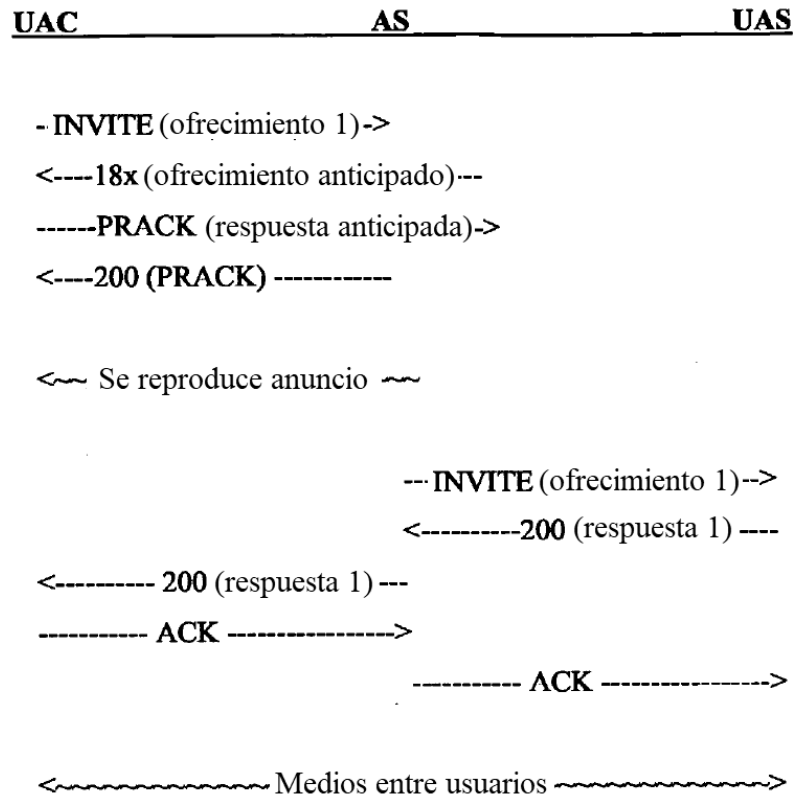 UAC AS UAS
- INVITE (ofrecimiento 1)->
<----18x (ofrecimiento anticipado)---
------PRACK (respuesta anticipada)->
<----200 (PRACK) ------------
<~~ Se reproduce anuncio ~~
--- INVITE (ofrecimiento 1)-->
<----------200 (respuesta 1) ----
<---------- 200 (respuesta 1) ---
----------- ACK ----------------->
----------- ACK ----------------->
<~~~~~~~~~~ Medios entre usuarios ~~~~~~~~~~>